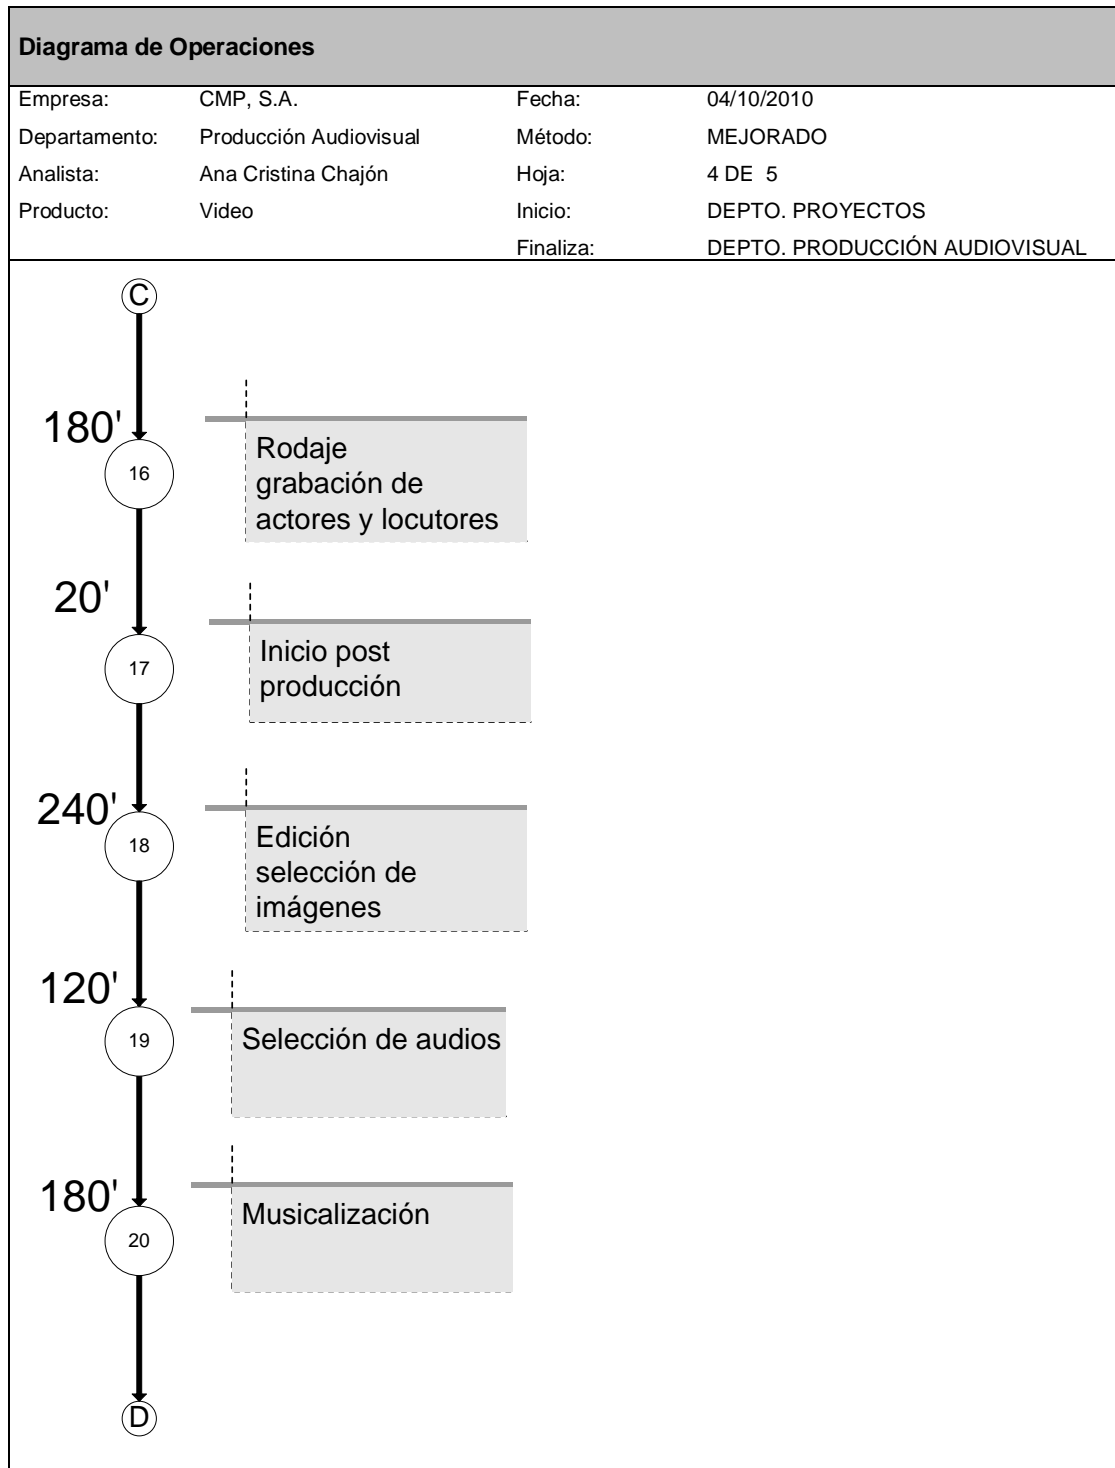 Diagrama de Operaciones
Empresa: CMP, S.A. Fecha: 04/10/2010
Departamento: Producción Audiovisual Método: MEJORADO
Analista: Ana Cristina Chajón Hoja: 4 DE 5
Producto: Video Inicio: DEPTO. PROYECTOS
Finaliza: DEPTO. PRODUCCIÓN AUDIOVISUAL
C
180'
16
Rodaje
grabación de
actores y locutores
20'
17
Inicio post
producción
240'
18
Edición
selección de
imágenes
120'
19
Selección de audios
180'
20
Musicalización
D